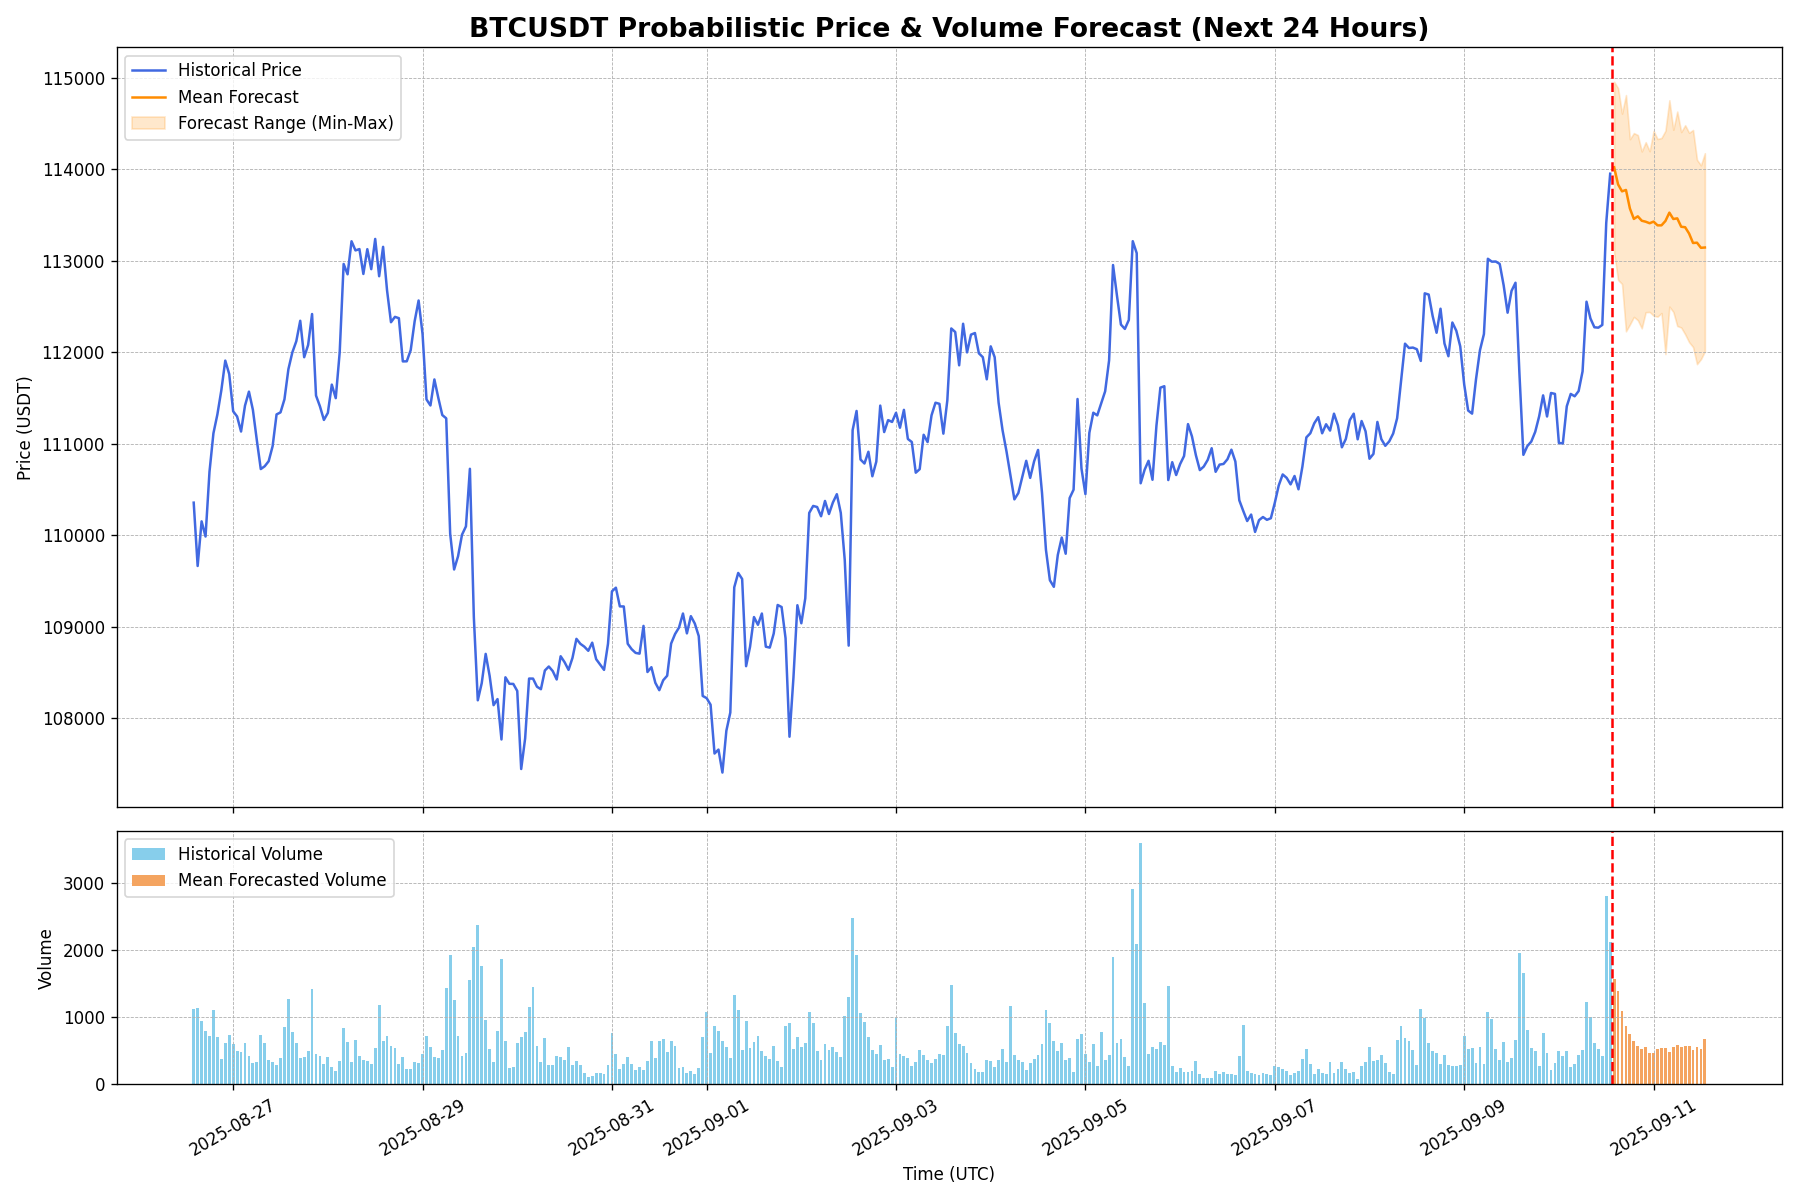 BTCUSDT Probabilistic Price & Volume Forecast (Next 24 Hours)
Historical Price
Mean Forecast
Forecast Range (Min-Max)
115000
114000
113000
112000
111000
110000
109000
108000
Price (USDT)
Historical Volume
Mean Forecasted Volume
3000
2000
1000
0
Volume
2025-08-27
2025-08-29
2025-08-31
2025-09-01
2025-09-03
2025-09-05
2025-09-07
2025-09-09
2025-09-11
Time (UTC)